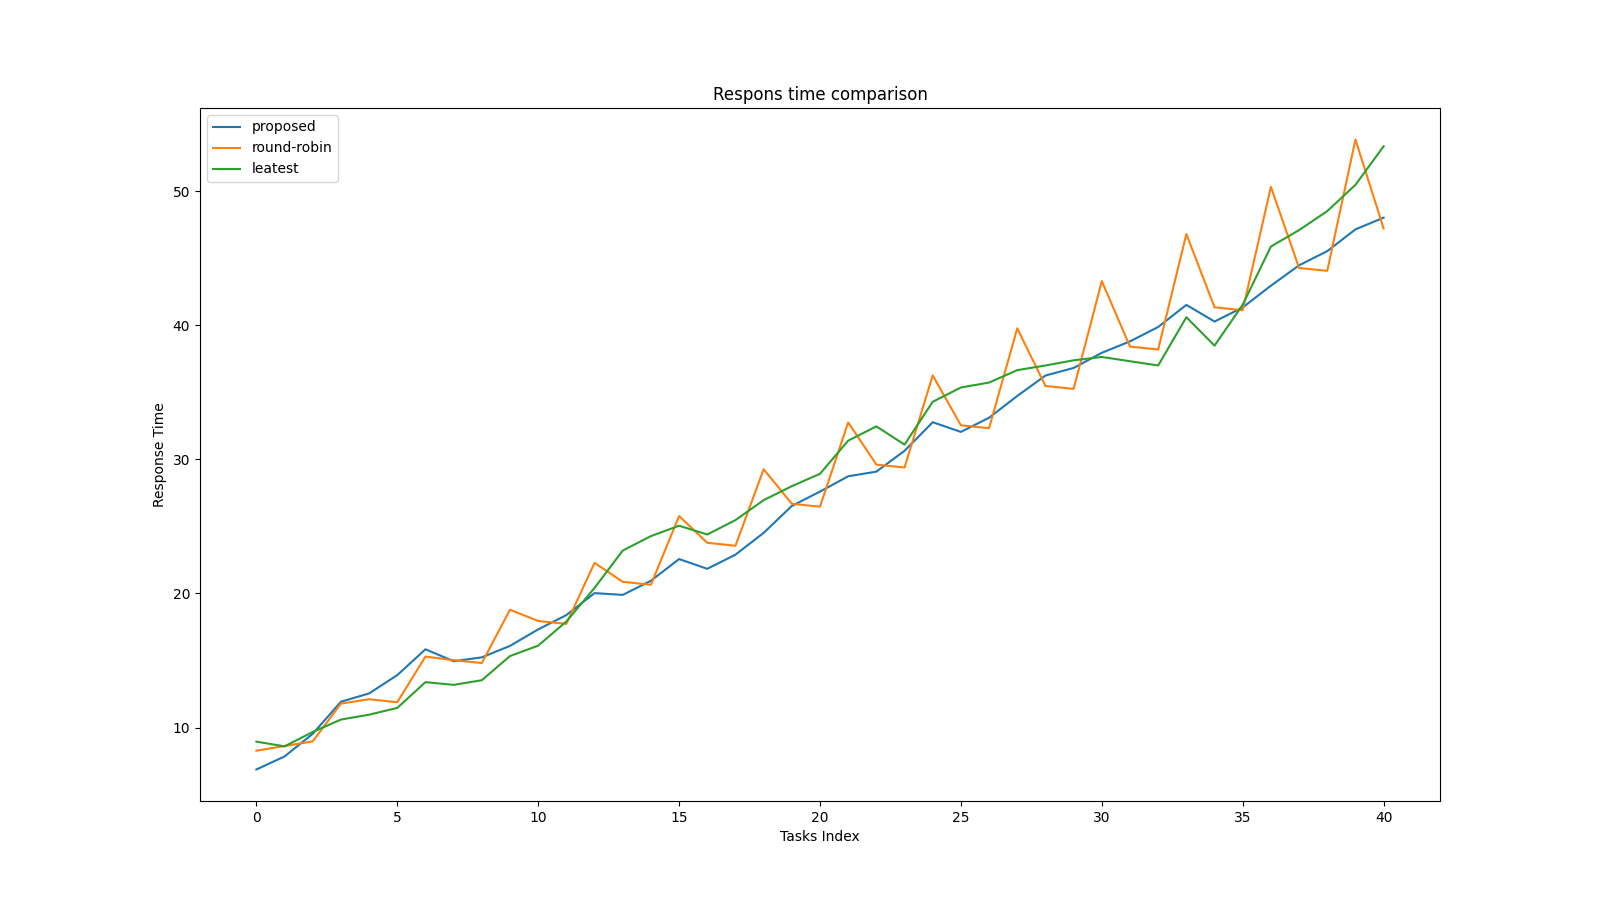 Respons time comparison
proposed
round-robin
leatest
Response Time
50
40
30
20
10
0 5 10 15 20 25 30 35 40
Tasks Index